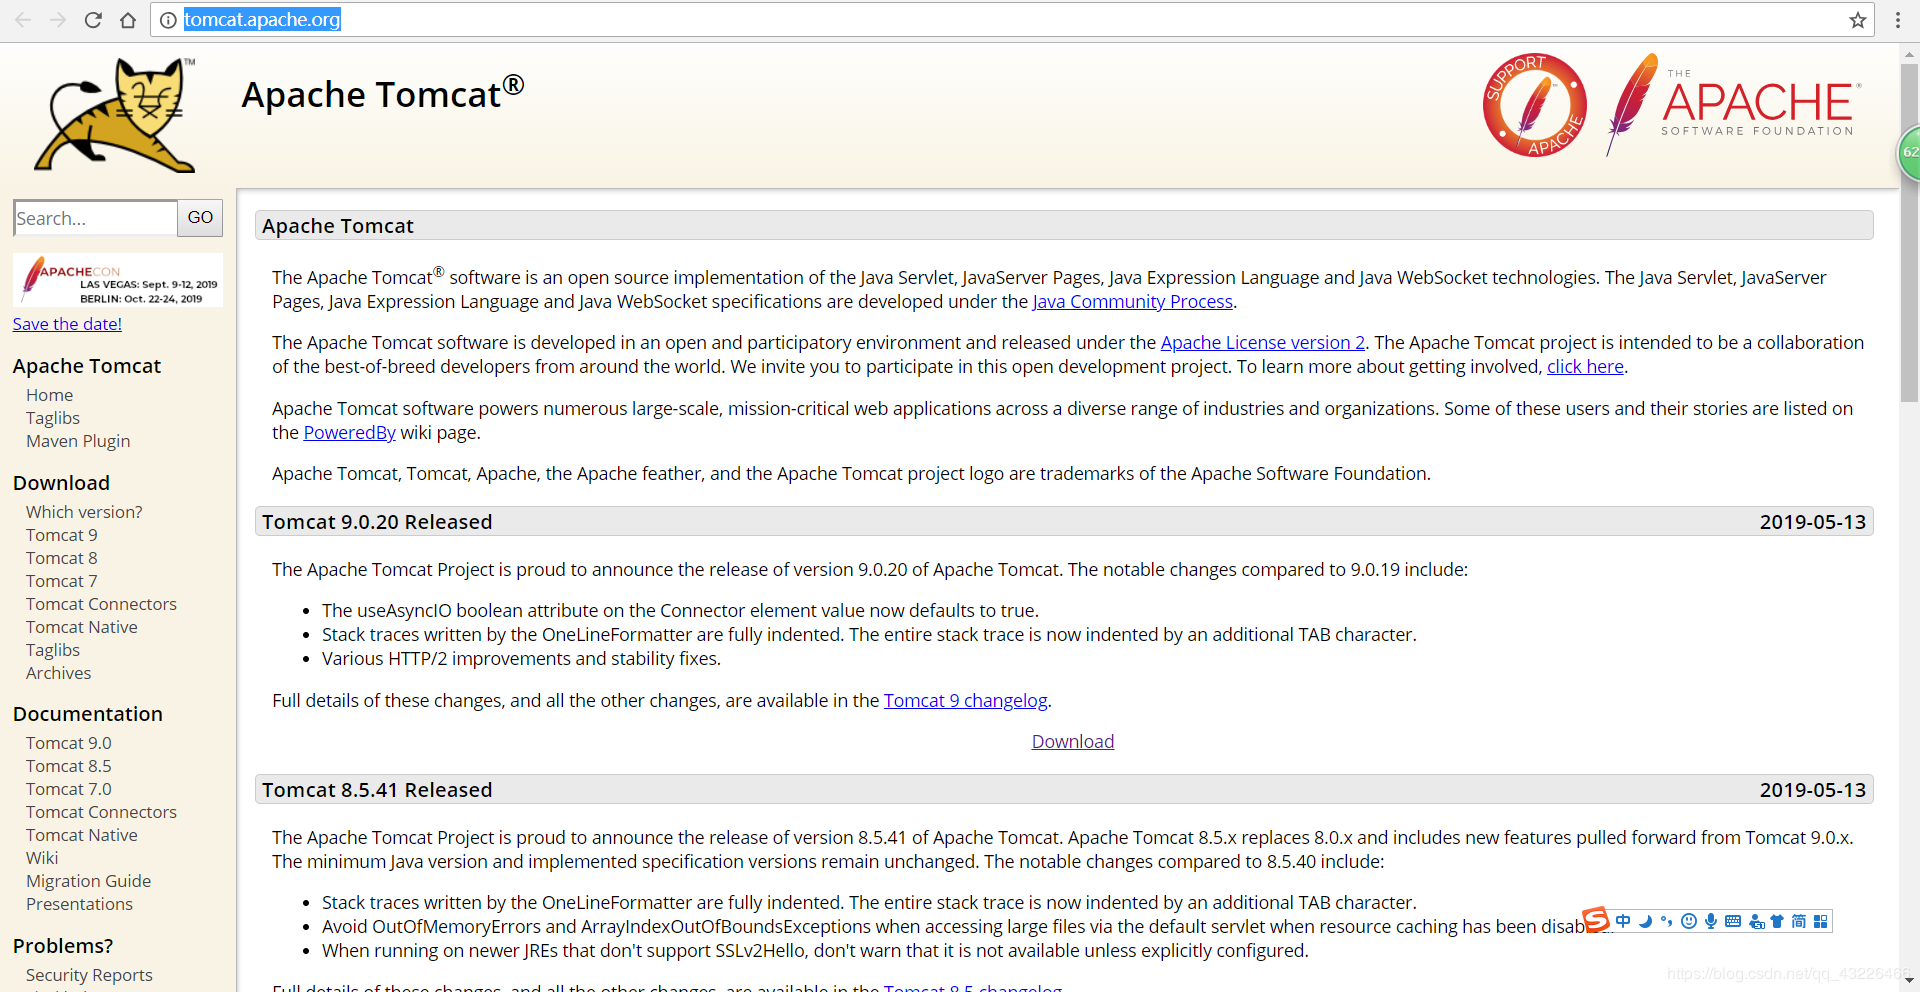 tomcat.apache.org
TM
Apache Tomcat®
SUPPORT
APACHE
THE
APACHE®
SOFTWARE FOUNDATION
62
Search...
GO
APACHECON
LAS VEGAS: Sept. 9-12, 2019
BERLIN: Oct. 22-24, 2019
Save the date!
Apache Tomcat
Home
Taglibs
Maven Plugin
Download
Which version?
Tomcat 9
Tomcat 8
Tomcat 7
Tomcat Connectors
Tomcat Native
Taglibs
Archives
Documentation
Tomcat 9.0
Tomcat 8.5
Tomcat 7.0
Tomcat Connectors
Tomcat Native
Wiki
Migration Guide
Presentations
Problems?
Security Reports
Apache Tomcat
The Apache Tomcat® software is an open source implementation of the Java Servlet, JavaServer Pages, Java Expression Language and Java WebSocket technologies. The Java Servlet, JavaServer
Pages, Java Expression Language and Java WebSocket specifications are developed under the Java Community Process.
The Apache Tomcat software is developed in an open and participatory environment and released under the Apache License version 2. The Apache Tomcat project is intended to be a collaboration
of the best-of-breed developers from around the world. We invite you to participate in this open development project. To learn more about getting involved, click here.
Apache Tomcat software powers numerous large-scale, mission-critical web applications across a diverse range of industries and organizations. Some of these users and their stories are listed on
the PoweredBy wiki page.
Apache Tomcat, Tomcat, Apache, the Apache feather, and the Apache Tomcat project logo are trademarks of the Apache Software Foundation.
Tomcat 9.0.20 Released 2019-05-13
The Apache Tomcat Project is proud to announce the release of version 9.0.20 of Apache Tomcat. The notable changes compared to 9.0.19 include:
• The useAsyncIO boolean attribute on the Connector element value now defaults to true.
• Stack traces written by the OneLineFormatter are fully indented. The entire stack trace is now indented by an additional TAB character.
• Various HTTP/2 improvements and stability fixes.
Full details of these changes, and all the other changes, are available in the Tomcat 9 changelog.
Download
Tomcat 8.5.41 Released 2019-05-13
The Apache Tomcat Project is proud to announce the release of version 8.5.41 of Apache Tomcat. Apache Tomcat 8.5.x replaces 8.0.x and includes new features pulled forward from Tomcat 9.0.x.
The minimum Java version and implemented specification versions remain unchanged. The notable changes compared to 8.5.40 include:
• Stack traces written by the OneLineFormatter are fully indented. The entire stack trace is now indented by an additional TAB character.
• Avoid OutOfMemoryErrors and ArrayIndexOutOfBoundsExceptions when accessing large files via the default servlet when resource caching has been
中 简
• When running on newer JREs that don't support SSLv2Hello, don't warn that it is not available unless explicitly configured.
Full details of these changes, and all the other changes, are available in the Tomcat 8.5 changelog